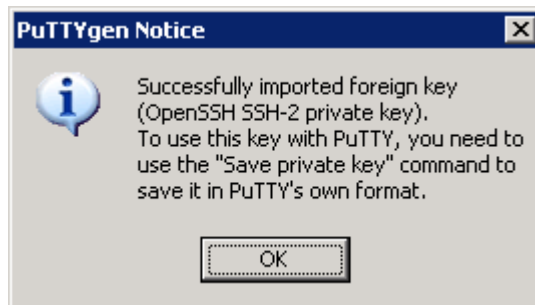 PuTTYgen Notice
Successfully imported foreign key
(OpenSSH SSH-2 private key).
To use this key with PuTTY, you need to
use the "Save private key" command to
save it in PuTTY's own format.
OK